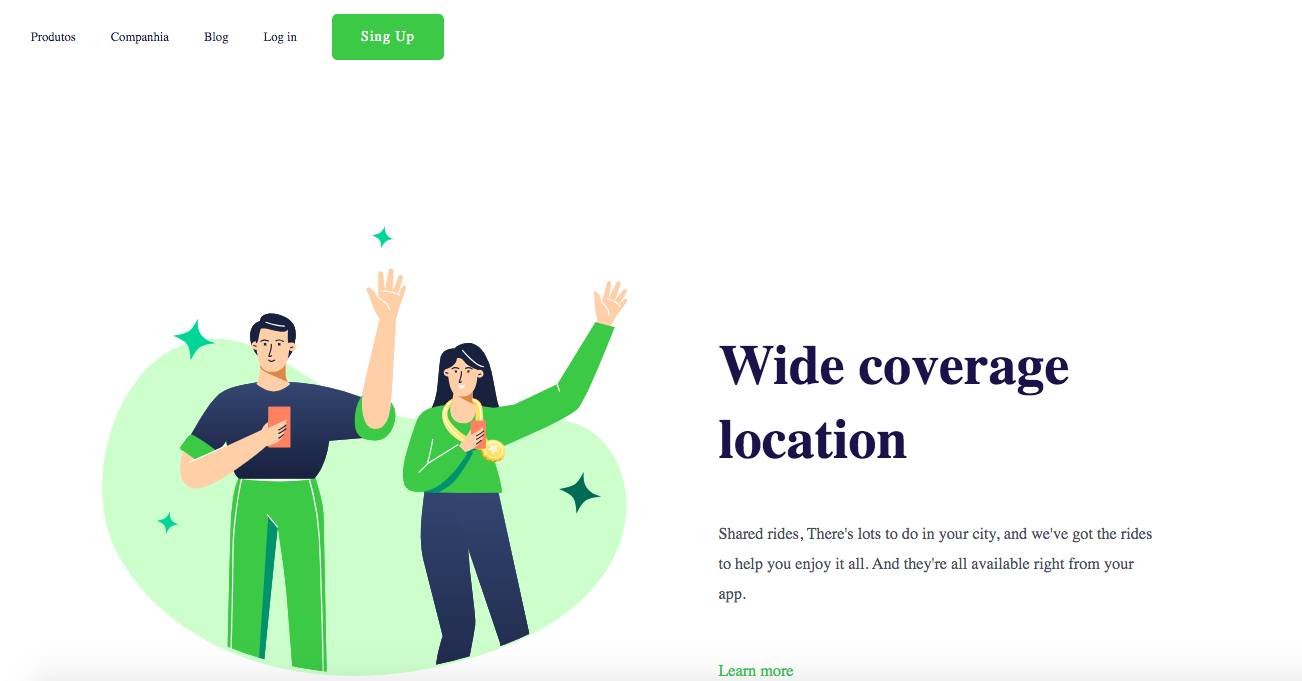 Produtos Companhia Blog Log in Sing Up
Wide coverage
location
Shared rides, There's lots to do in your city, and we've got the rides
to help you enjoy it all. And they're all available right from your
app.
Learn more